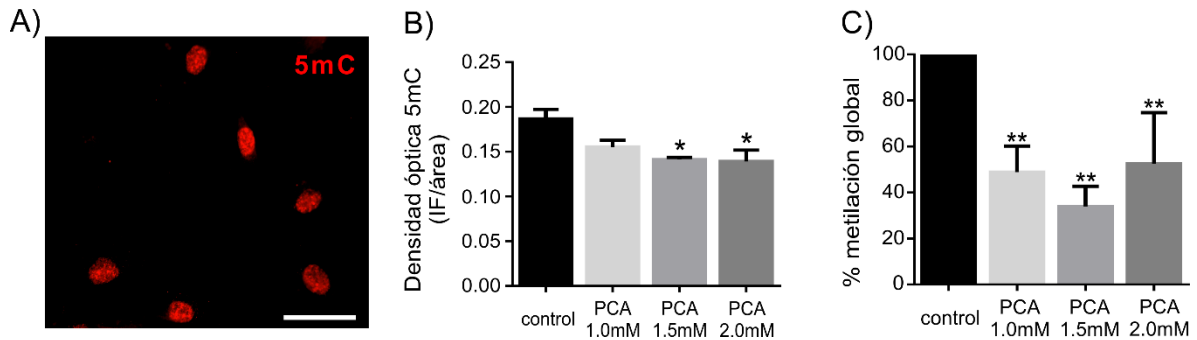 A)
5mC
B)
Densidad óptica 5mC
(IF/área)
0.25
0.20
0.15
0.10
0.05
0.00
*
*
control
PCA
1.0mM
PCA
1.5mM
PCA
2.0mM
C)
% metilación global
100
80
60
40
20
0
**
**
**
control
PCA
1.0mM
PCA
1.5mM
PCA
2.0mM